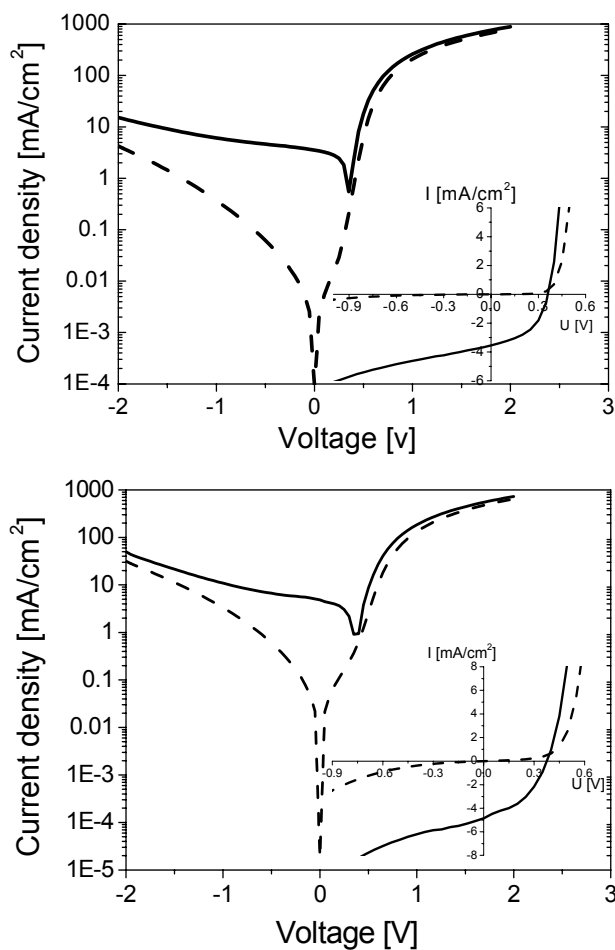 1000
100
10
1
0.1
0.01
1E-3
1E-4
Current density [mA/cm²]
-2 -1 0 1 2 3
Voltage [v]
I [mA/cm²]
6
4
2
0
-2
-4
-6
-0.9 -0.6 -0.3 0.0 0.3 0.6
U [V]
1000
100
10
1
0.1
0.01
1E-3
1E-4
1E-5
Current density [mA/cm²]
-2 -1 0 1 2 3
Voltage [V]
I [mA/cm²]
8
6
4
2
0
-2
-4
-6
-8
-0.9 -0.6 -0.3 0.0 0.3 0.6
U [V]